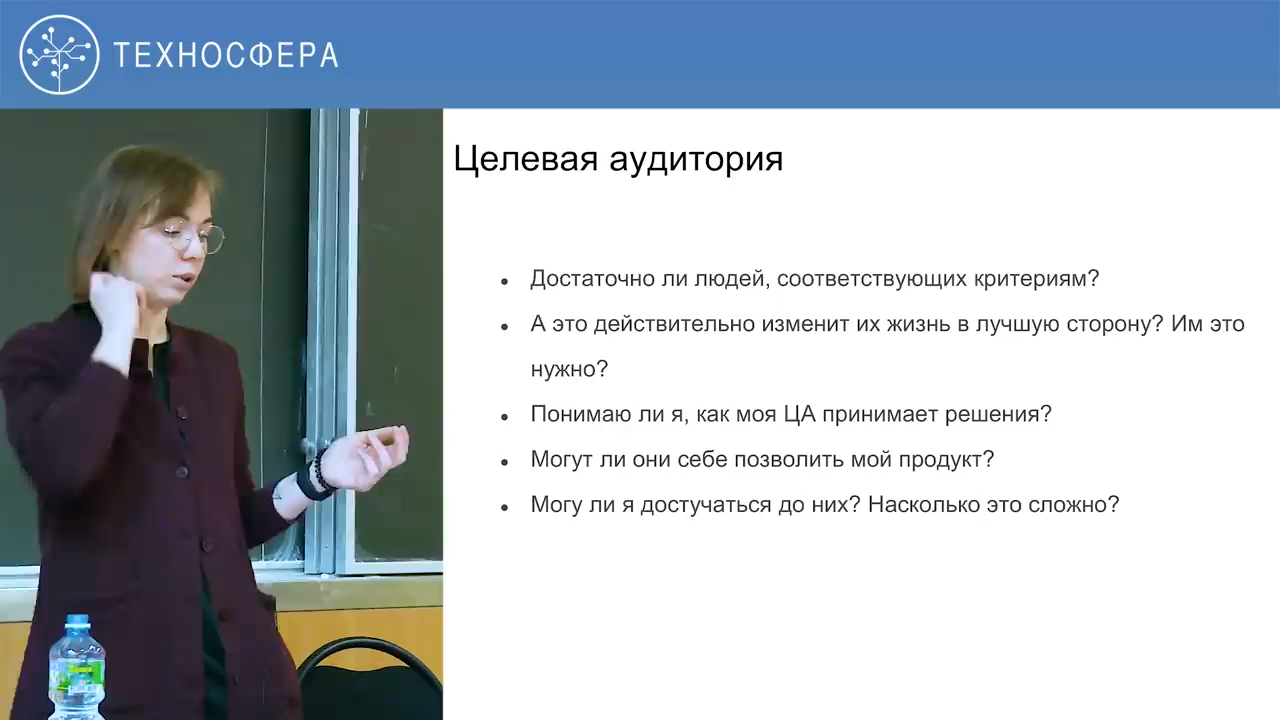 ТЕХНОСФЕРА
Целевая аудитория
Достаточно ли людей, соответствующих критериям?
А это действительно изменит их жизнь в лучшую сторону? Им это
нужно?
Понимаю ли я, как моя ЦА принимает решения?
Могут ли они себе позволить мой продукт?
Могу ли я достучаться до них? Насколько это сложно?